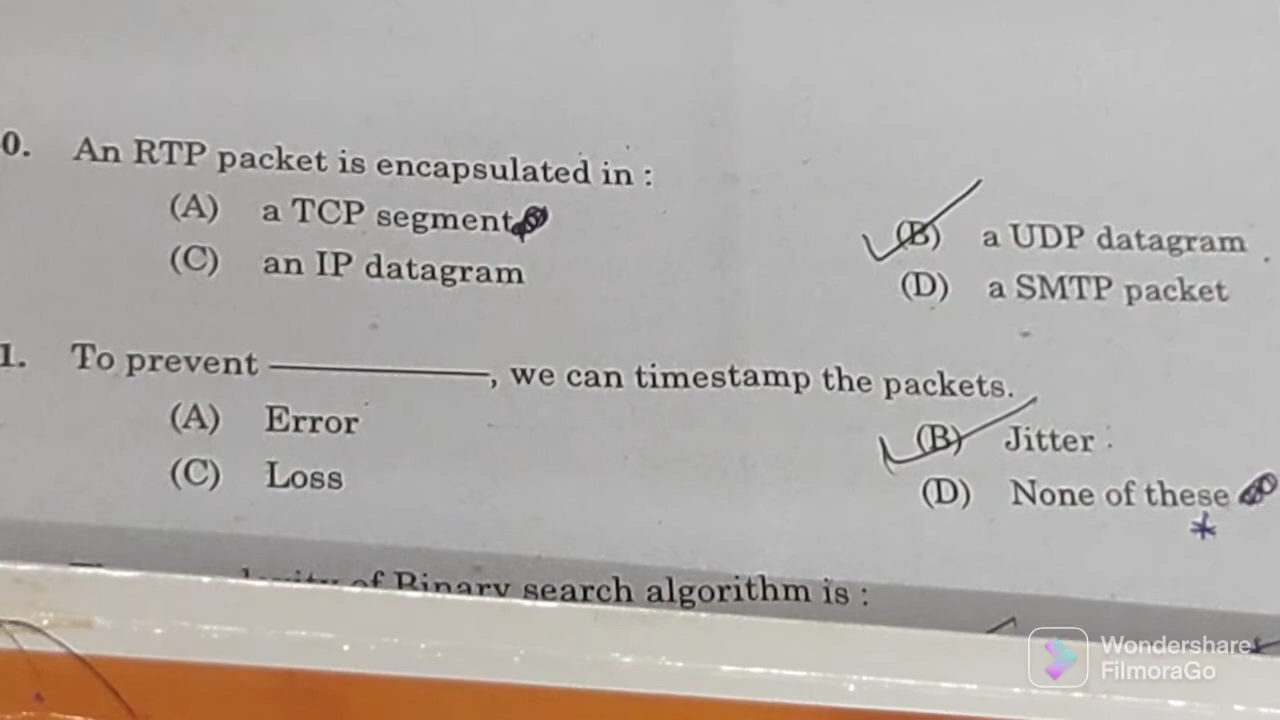 0. An RTP packet is encapsulated in :
(A) a TCP segment
(B) a UDP datagram
(C) an IP datagram
(D) a SMTP packet
1. To prevent ————, we can timestamp the packets.
(A) Error
(B) Jitter
(C) Loss
(D) None of these
*
of Binary search algorithm is :
Wondershare
FilmoraGo